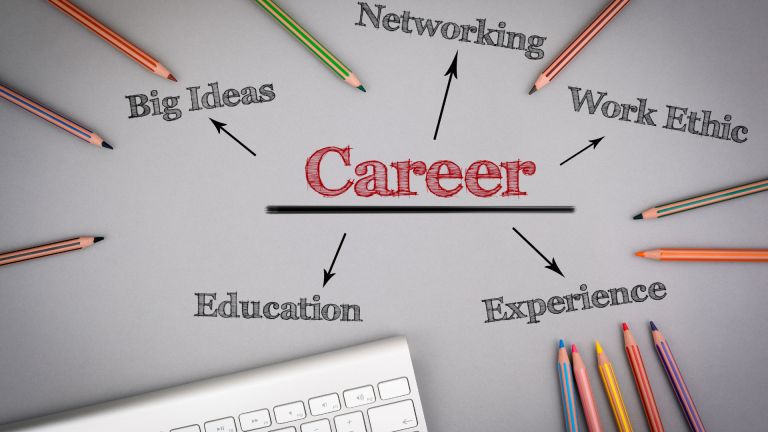 Networking
Big Ideas
Work Ethic
Career
Education
Experience